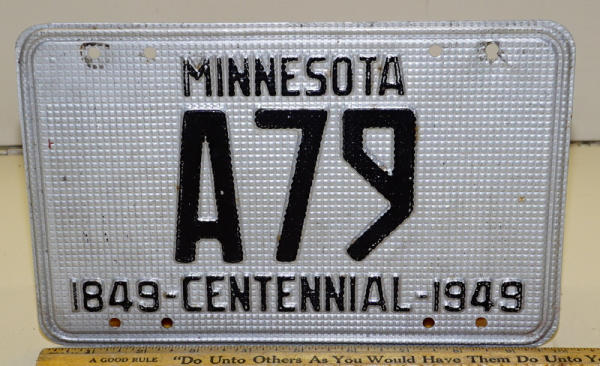 MINNESOTA
A79
1849-CENTENNIAL-1949
A GOOD RULE "Do Unto Others As You Would Have Them Do Unto